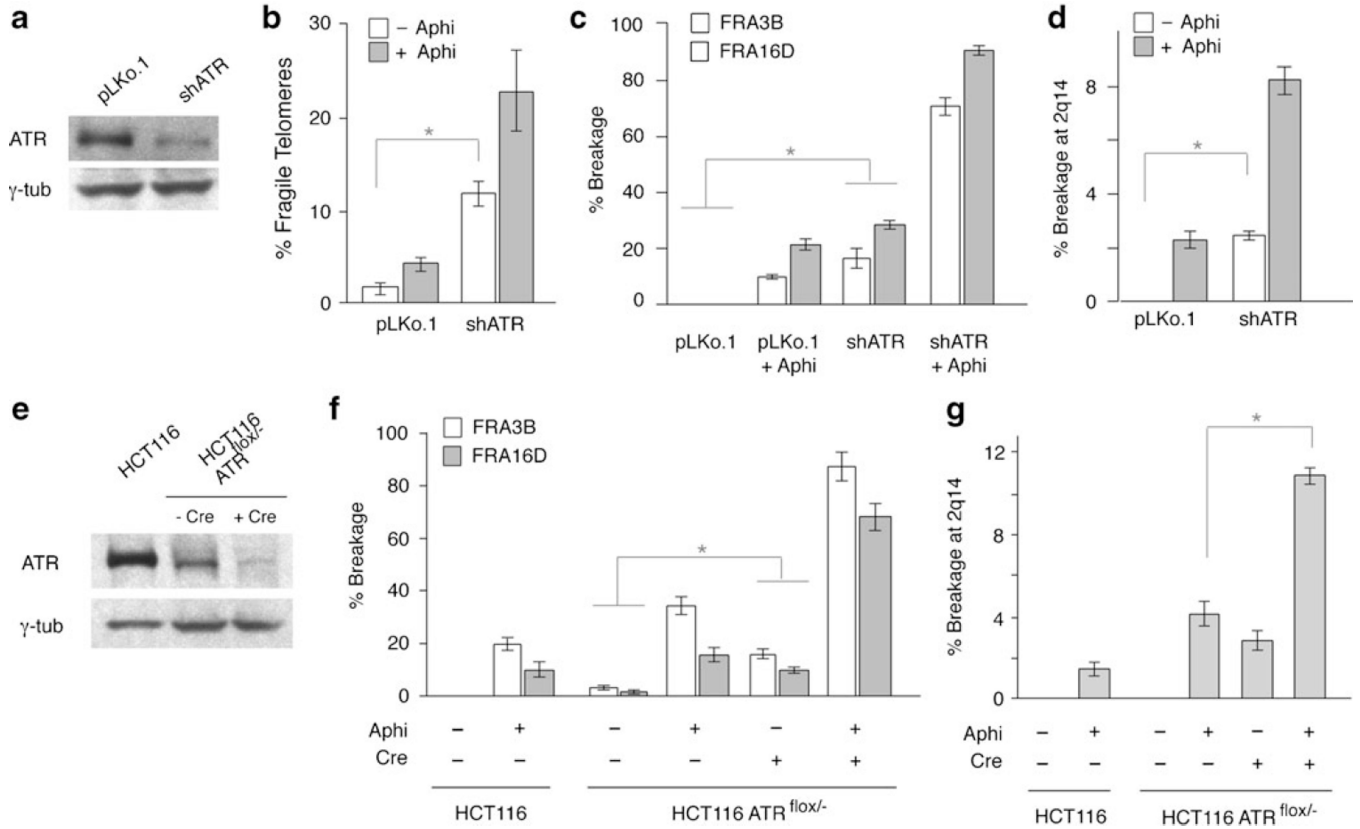 a
pLKo.1
shATR
ATR
γ-tub
b
– Aphi
+ Aphi
% Fragile Telomeres
30
20
10
0
pLKo.1
shATR
*
c
FRA3B
FRA16D
% Breakage
100
80
60
40
20
0
*
pLKo.1
pLKo.1
+ Aphi
shATR
shATR
+ Aphi
d
– Aphi
+ Aphi
% Breakage at 2q14
8
6
4
2
0
*
pLKo.1
shATR
e
HCT116
HCT116
ATR flox/-
- Cre
+ Cre
ATR
γ-tub
f
FRA3B
FRA16D
% Breakage
80
60
40
20
0
*
Aphi – + – + – +
Cre – – – – + +
HCT116
HCT116 ATR flox/-
g
% Breakage at 2q14
12
8
4
0
*
Aphi – + – + – +
Cre – – – – + +
HCT116
HCT116 ATR flox/-